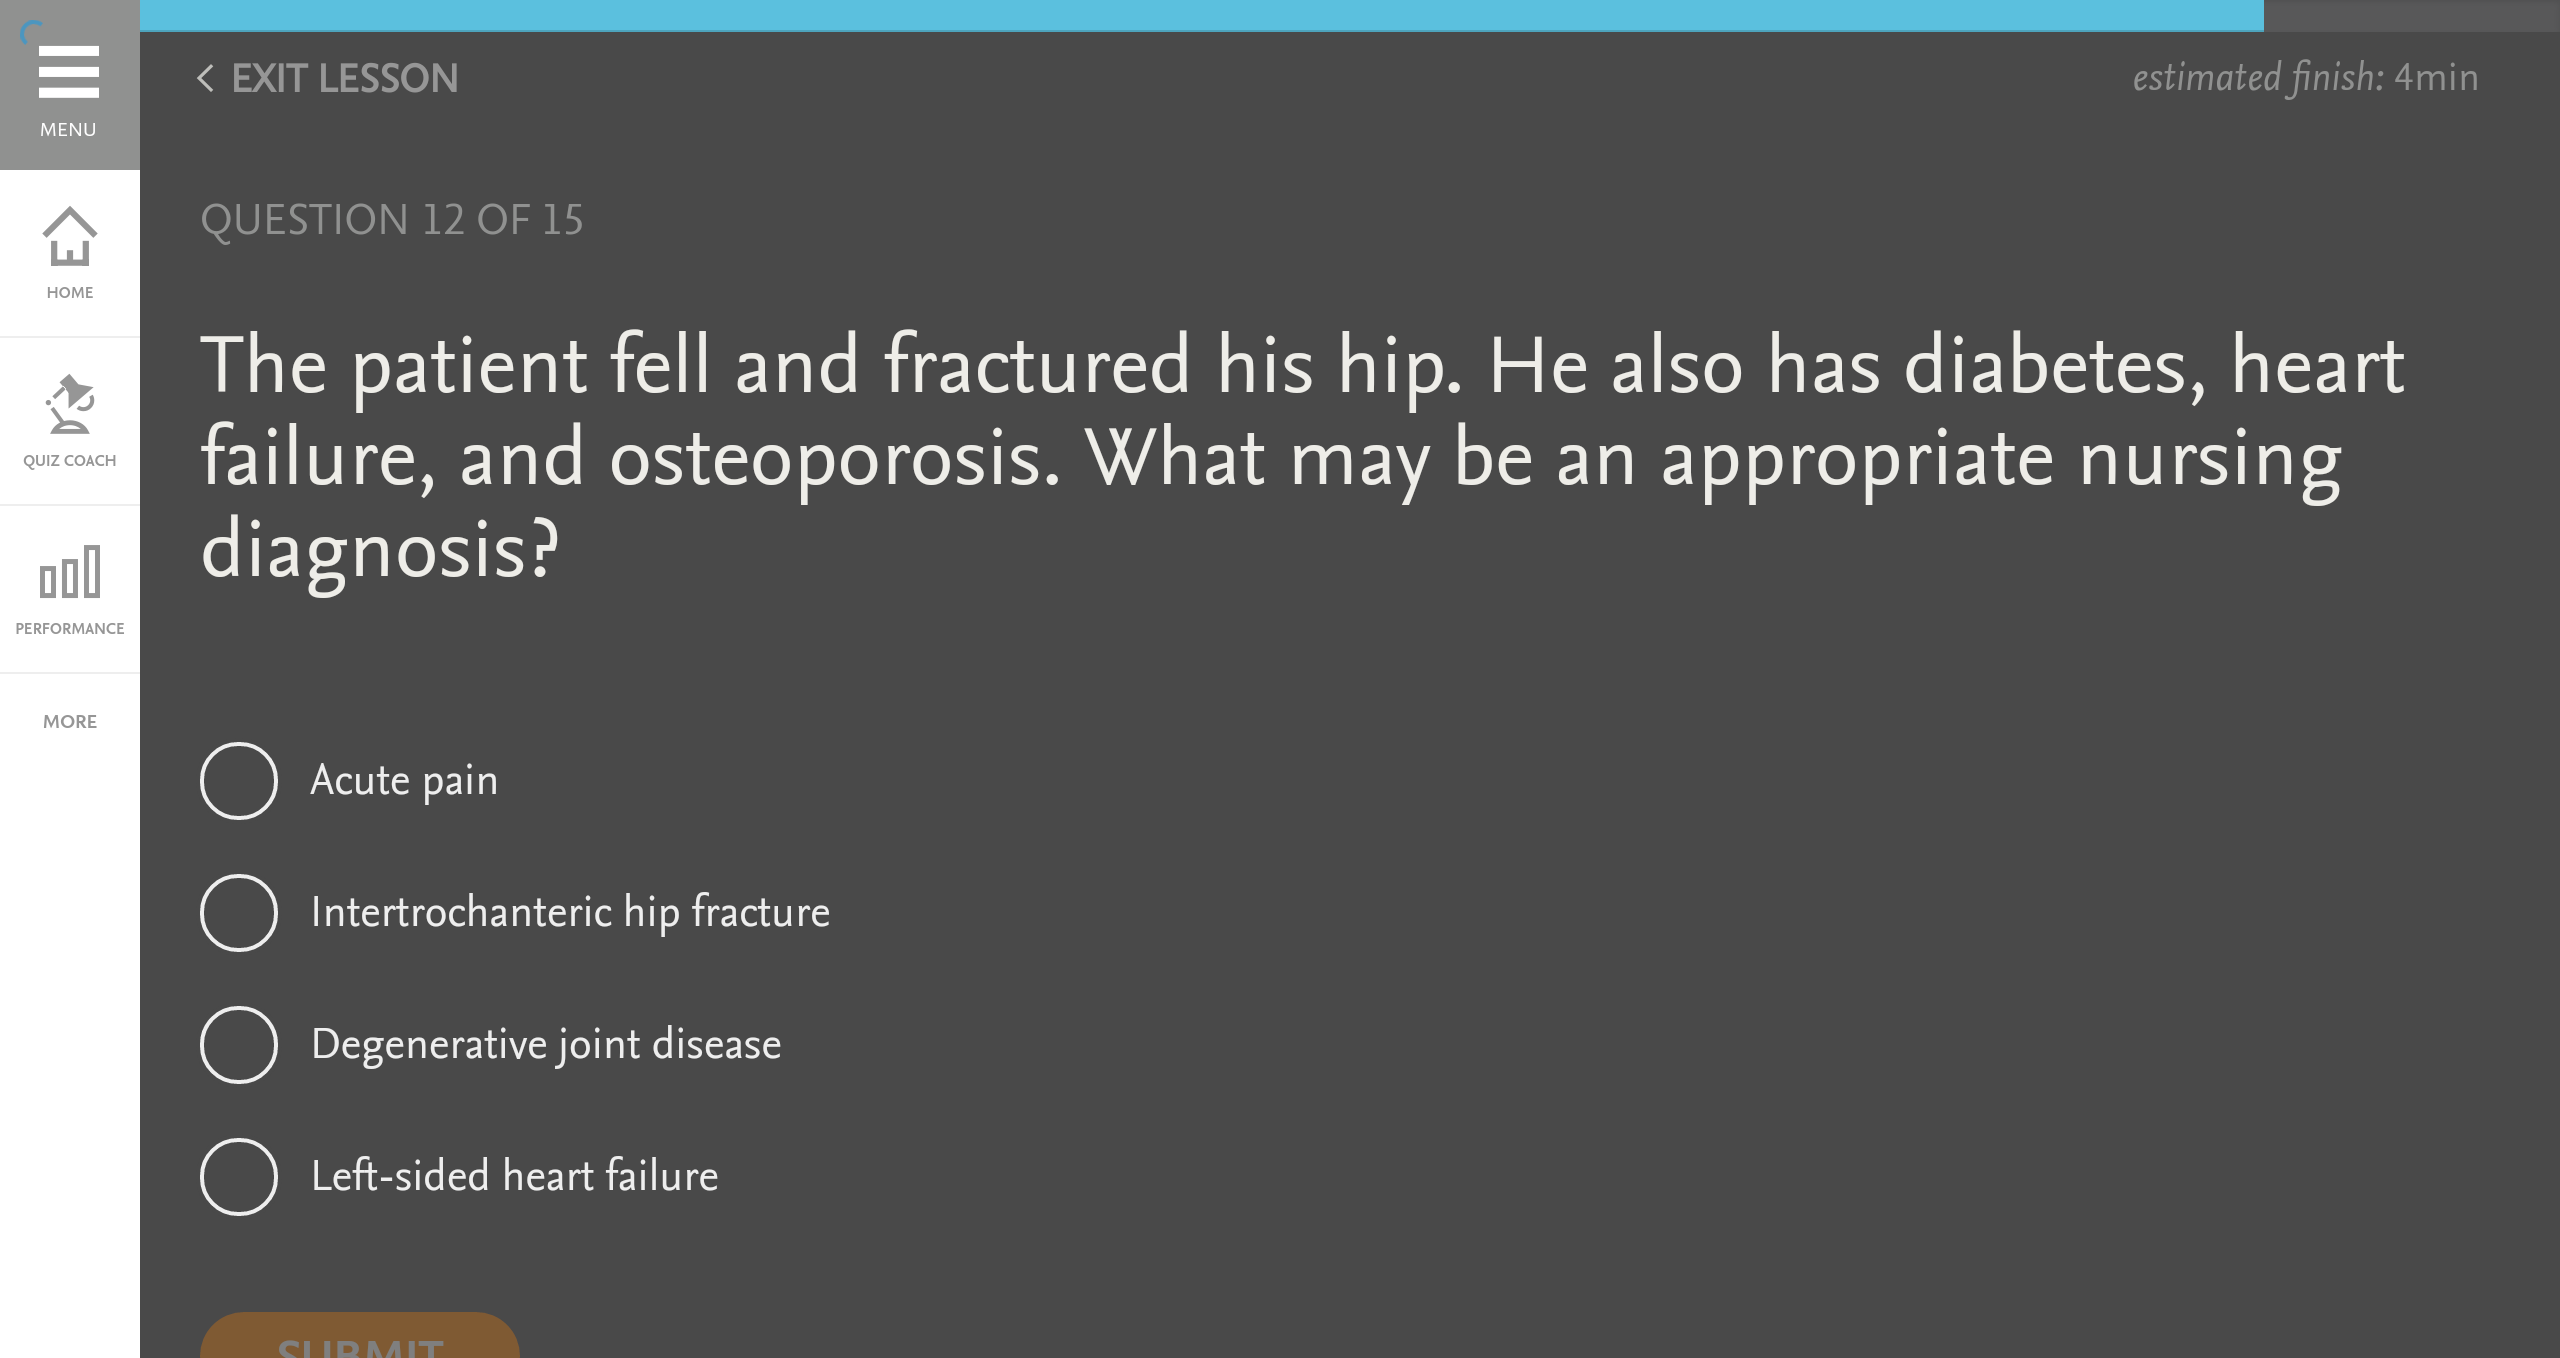 MENU
HOME
QUIZ COACH
PERFORMANCE
MORE
EXIT LESSON
estimated finish: 4min
QUESTION 12 OF 15
The patient fell and fractured his hip. He also has diabetes, heart
failure, and osteoporosis. What may be an appropriate nursing
diagnosis?
Acute pain
Intertrochanteric hip fracture
Degenerative joint disease
Left-sided heart failure
SUBMIT